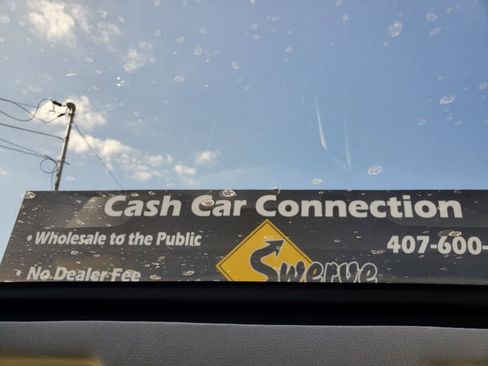 Cash Car Connection
• Wholesale to the Public
407-600-
• No Dealer Fee
Swerve